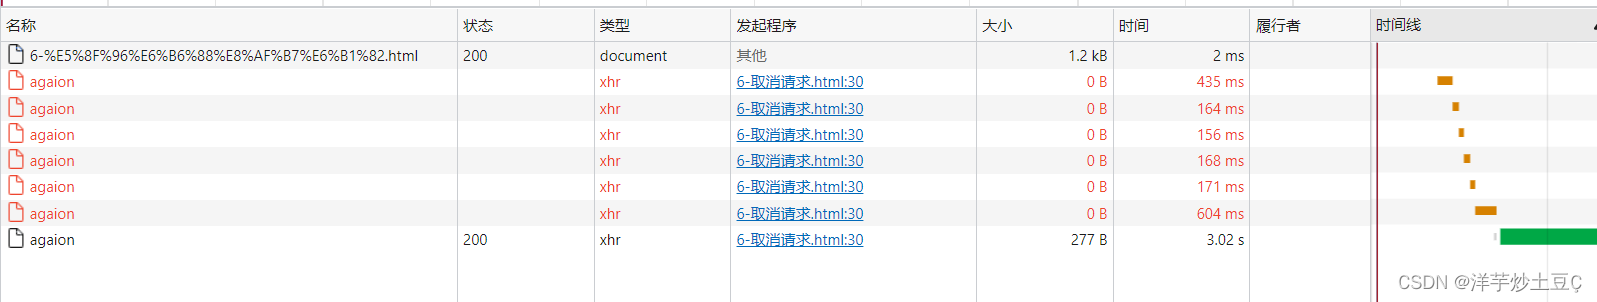 名称 状态 类型 发起程序 大小 时间 履行者 时间线
6-%E5%8F%96%E6%B6%88%E8%AF%B7%E6%B1%82.html 200 document 其他 1.2 kB 2 ms
agaion xhr 6-取消请求.html:30 0 B 435 ms
agaion xhr 6-取消请求.html:30 0 B 164 ms
agaion xhr 6-取消请求.html:30 0 B 156 ms
agaion xhr 6-取消请求.html:30 0 B 168 ms
agaion xhr 6-取消请求.html:30 0 B 171 ms
agaion xhr 6-取消请求.html:30 0 B 604 ms
agaion 200 xhr 6-取消请求.html:30 277 B 3.02 s
CSDN @洋芋炒土豆Ç